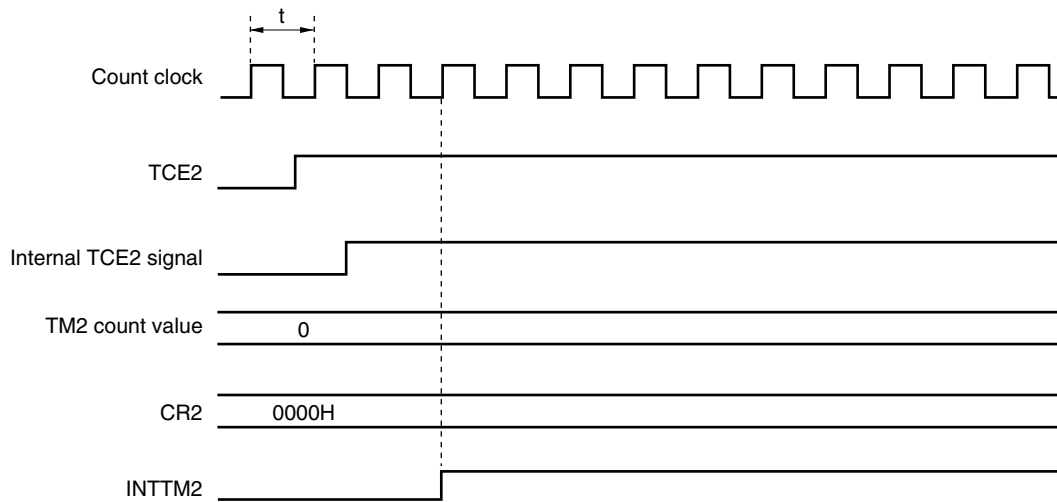 t
Count clock
TCE2
Internal TCE2 signal
TM2 count value
0
CR2
0000H
INTTM2